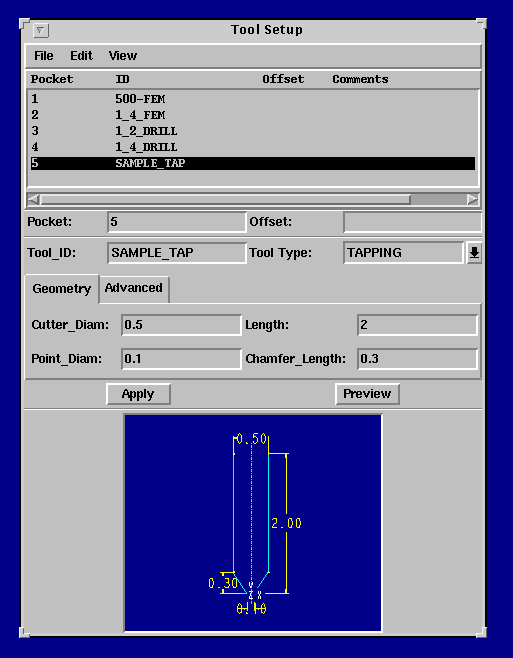 Tool Setup
File Edit View
Pocket ID Offset Comments
1 500-FEM
2 1_4_FEM
3 1_2_DRILL
4 1_4_DRILL
5 SAMPLE_TAP
Pocket: 5 Offset:
Tool_ID: SAMPLE_TAP Tool Type: TAPPING
Geometry Advanced
Cutter_Diam: 0.5 Length: 2
Point_Diam: 0.1 Chamfer_Length: 0.3
Apply Preview
0.50
2.00
0.30
Y
Z X
0.10